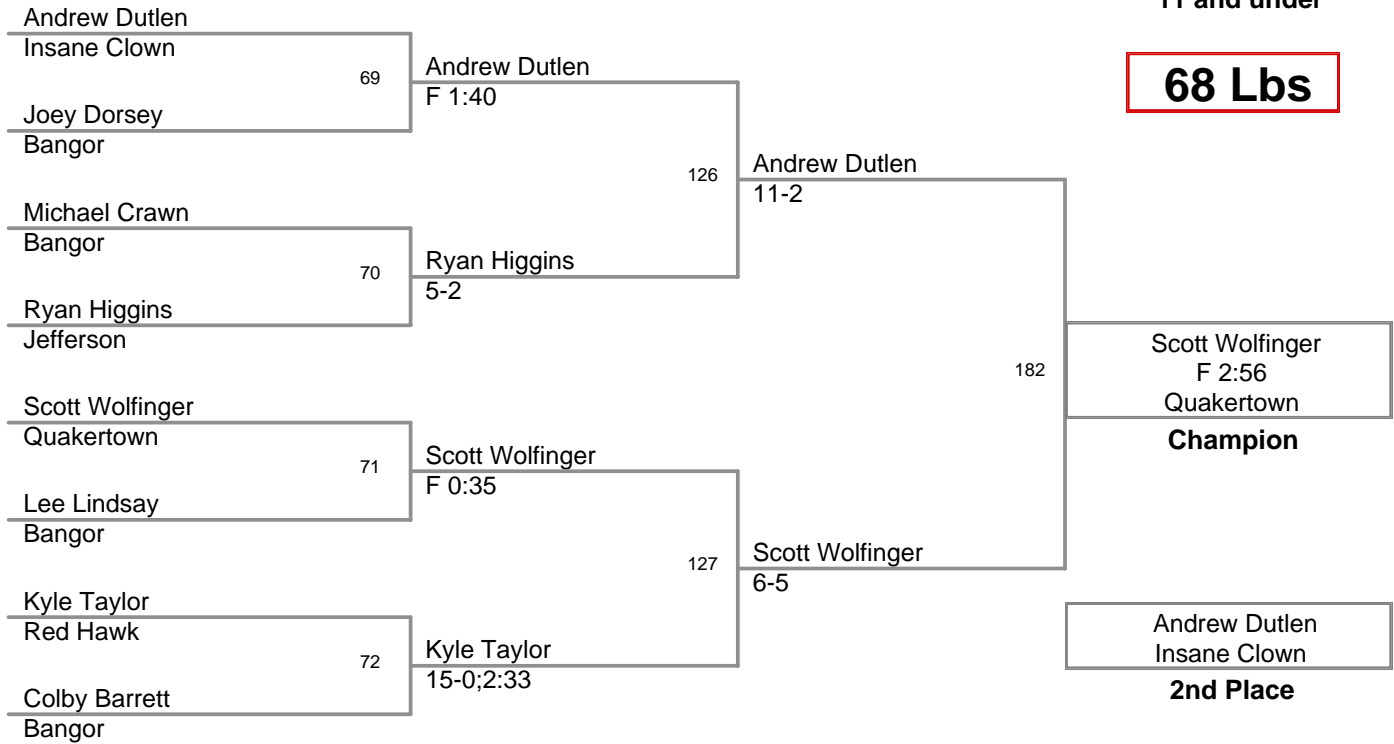 11 and under
68 Lbs
Andrew Dutlen
Insane Clown
69
Joey Dorsey
Bangor
Andrew Dutlen
F 1:40
Michael Crawn
Bangor
70
Ryan Higgins
Jefferson
Ryan Higgins
5-2
126
Andrew Dutlen
11-2
Scott Wolfinger
Quakertown
71
Lee Lindsay
Bangor
Scott Wolfinger
F 0:35
Kyle Taylor
Red Hawk
72
Colby Barrett
Bangor
Kyle Taylor
15-0;2:33
127
Scott Wolfinger
6-5
182
Scott Wolfinger
F 2:56
Quakertown
Champion
Andrew Dutlen
Insane Clown
2nd Place